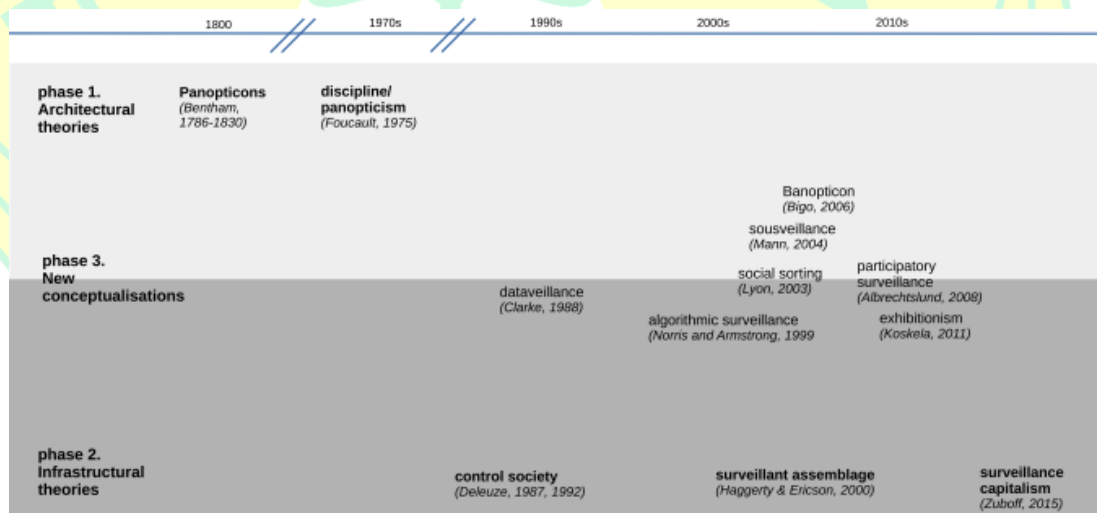 1800 1970s 1990s 2000s 2010s
phase 1.
Architectural
theories
Panopticons
(Bentham,
1786-1830)
discipline/
panopticism
(Foucault, 1975)
Banopticon
(Bigo, 2006)
sousveillance
(Mann, 2004)
phase 3.
New
conceptualisations
dataveillance
(Clarke, 1988)
social sorting
(Lyon, 2003)
participatory
surveillance
(Albrechtslund, 2008)
algorithmic surveillance
(Norris and Armstrong, 1999
exhibitionism
(Koskela, 2011)
phase 2.
Infrastructural
theories
control society
(Deleuze, 1987, 1992)
surveillant assemblage
(Haggerty & Ericson, 2000)
surveillance
capitalism
(Zuboff, 2015)